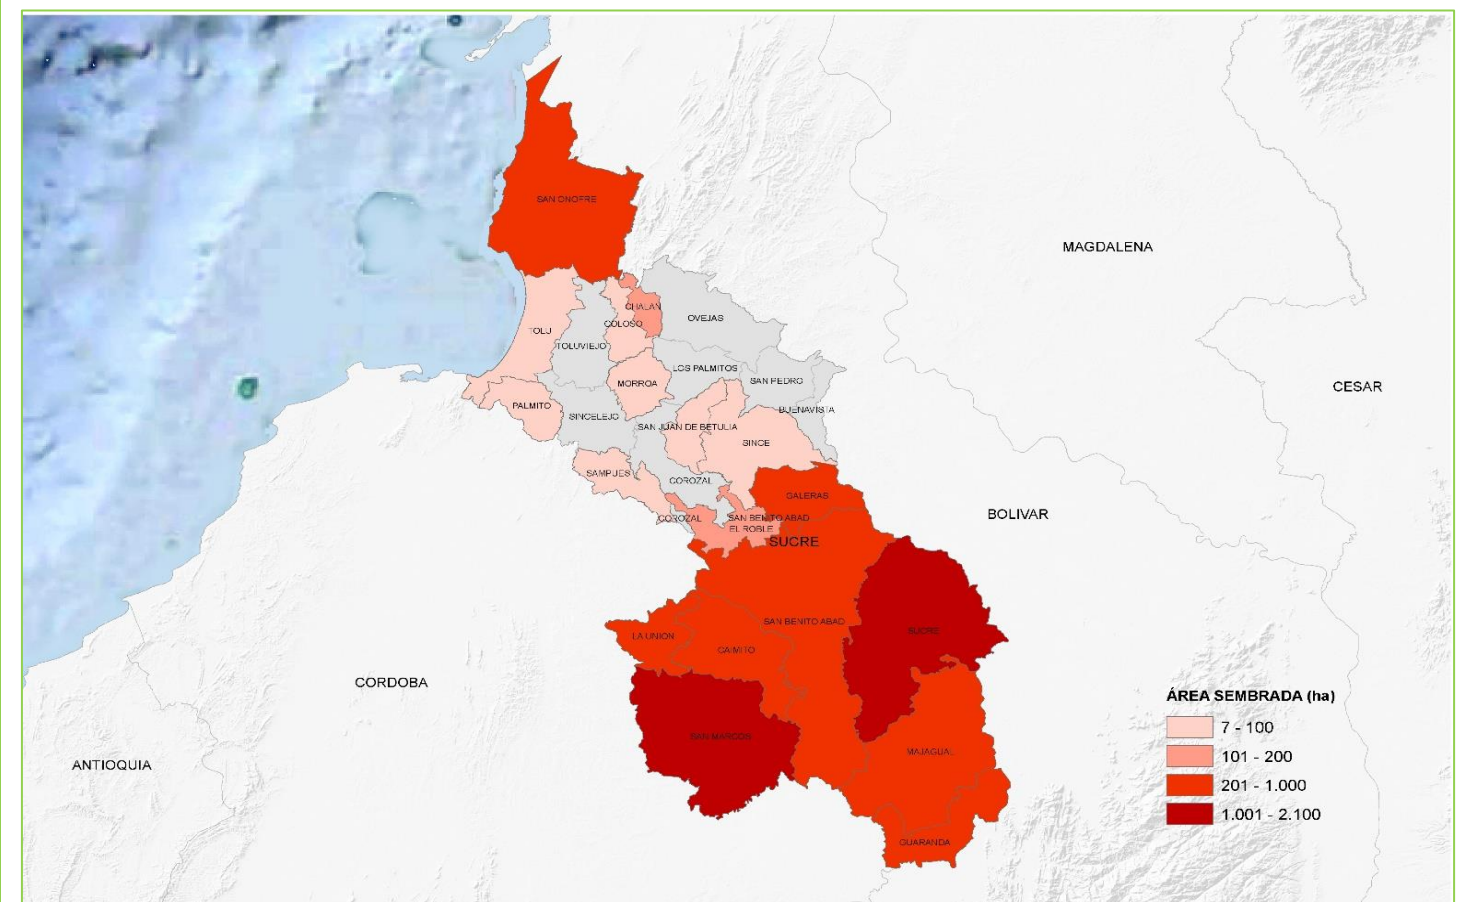 SAN ONOFRE
MAGDALENA
CHALAN
COLOSO
OVEJAS
TOLU
TOLUVIEJO
LOS PALMITOS
SAN PEDRO
MORROA
CESAR
PALMITO
SINCELEJO
BUENAVISTA
SAN JUAN DE BETULIA
SINCE
SAMPUES
COROZAL
GALERAS
COROZAL
SAN BENITO ABAD
EL ROBLE
BOLIVAR
SUCRE
SAN BENITO ABAD
SUCRE
LA UNION
CAIMITO
CORDOBA
ÁREA SEMBRADA (ha)
7 - 100
101 - 200
201 - 1.000
1.001 - 2.100
SAN MARCOS
MAJAGUAL
ANTIOQUIA
GUARANDA